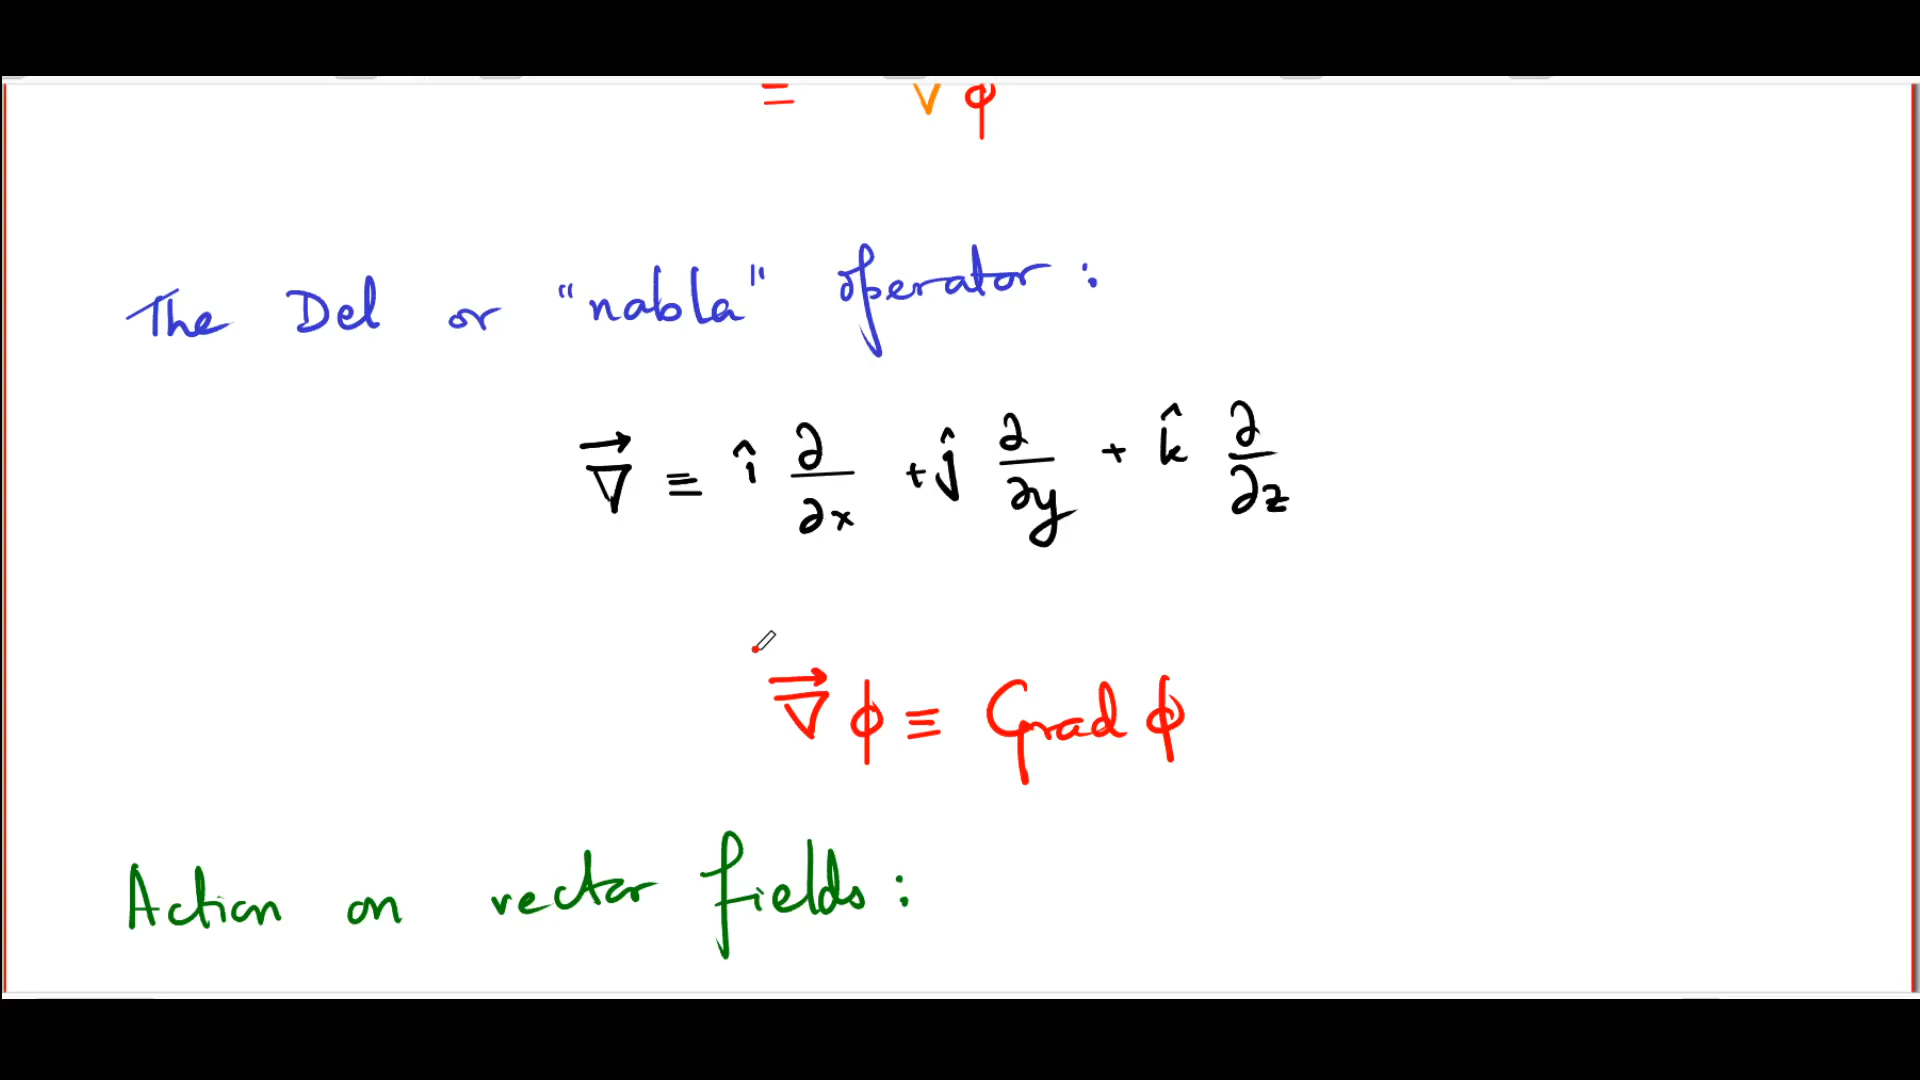 ≡ ∇ϕ
The Del or "nabla" operator:
∇⃗ ≡ î ∂/∂x + ĵ ∂/∂y + k̂ ∂/∂z
∇⃗ϕ ≡ Grad ϕ
Action on vector fields: